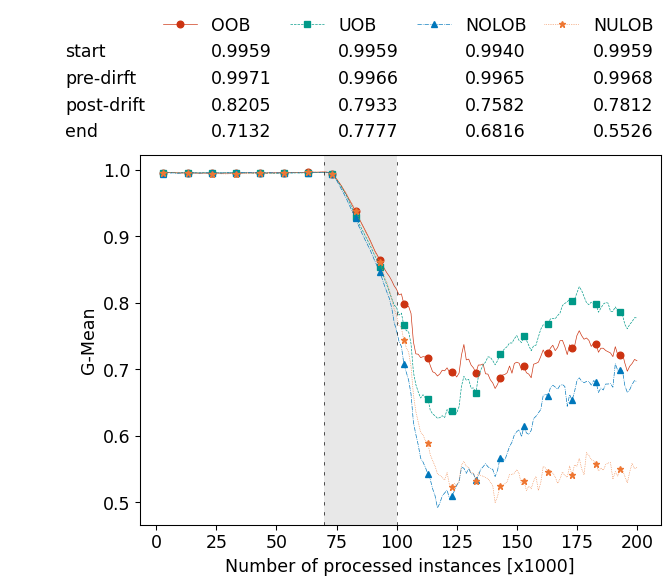 OOB UOB NOLOB NULOB
start 0.9959 0.9959 0.9940 0.9959
pre-dirft 0.9971 0.9966 0.9965 0.9968
post-drift 0.8205 0.7933 0.7582 0.7812
end 0.7132 0.7777 0.6816 0.5526
1.0
0.9
0.8
0.7
0.6
0.5
G-Mean
0 25 50 75 100 125 150 175 200
Number of processed instances [x1000]